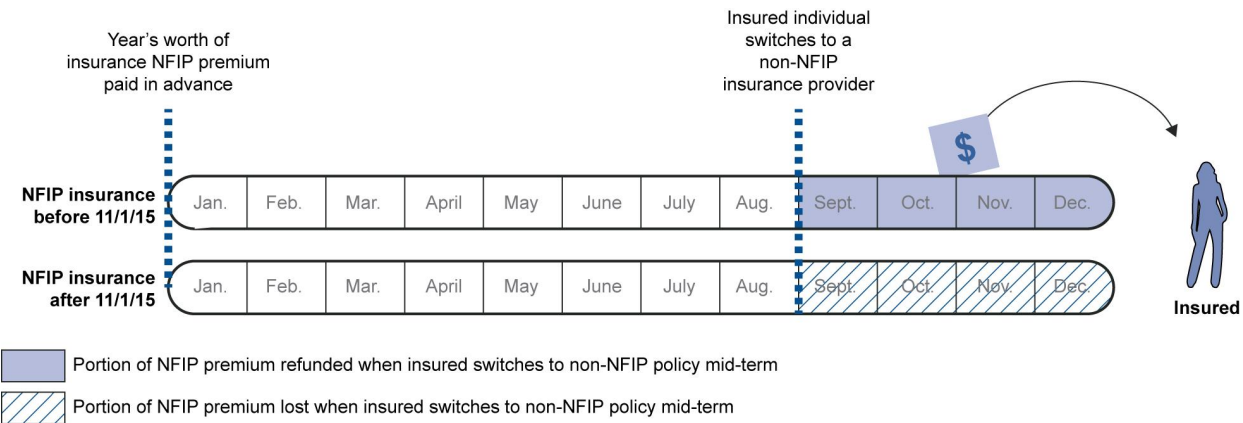 Year's worth of
insurance NFIP premium
paid in advance
Insured individual
switches to a
non-NFIP
insurance provider
$
NFIP insurance
before 11/1/15
Jan. Feb. Mar. April May June July Aug. Sept. Oct. Nov. Dec.
NFIP insurance
after 11/1/15
Jan. Feb. Mar. April May June July Aug. Sept. Oct. Nov. Dec.
Insured
Portion of NFIP premium refunded when insured switches to non-NFIP policy mid-term
Portion of NFIP premium lost when insured switches to non-NFIP policy mid-term